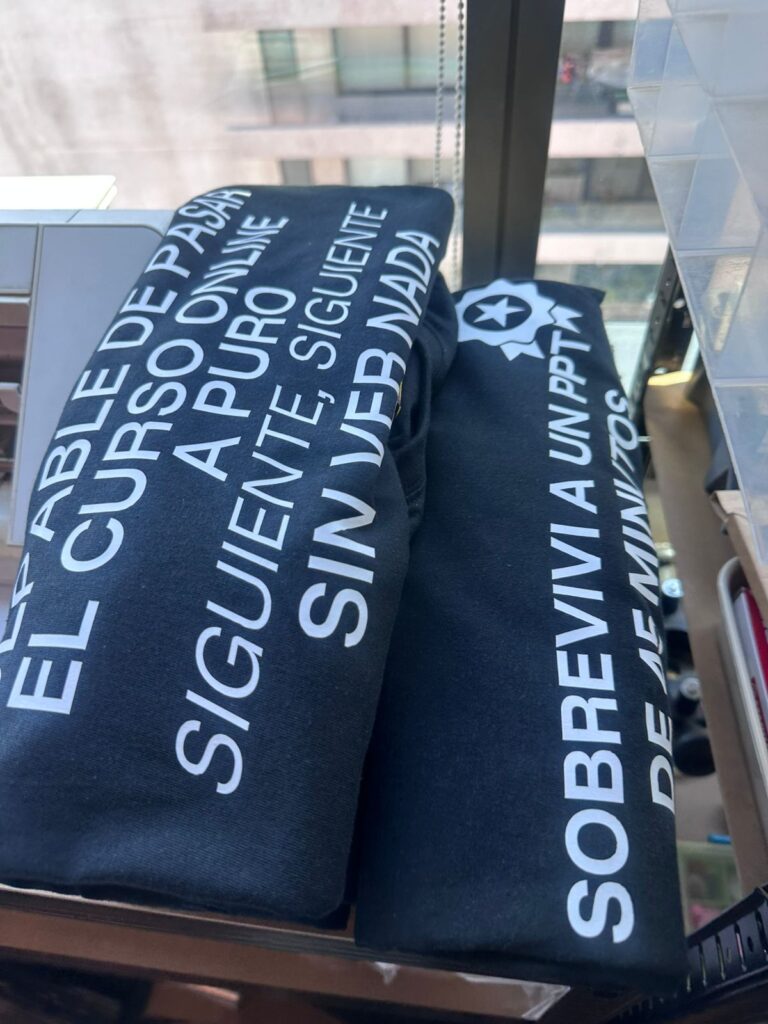 ABLE DE PASAR
EL CURSO ONLINE
A PURO
SIGUIENTE, SIGUIENTE
SIN VER NADA
SOBREVIVI A UN PPT
DE 45 MINUTOS